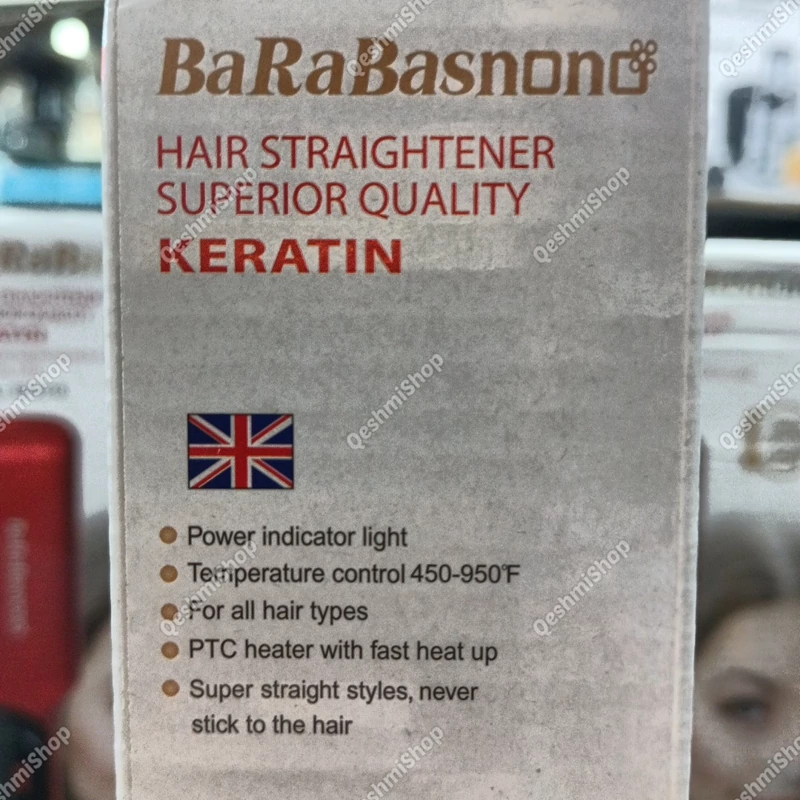 BaRaBasnono
HAIR STRAIGHTENER
SUPERIOR QUALITY
KERATIN
Power indicator light
Temperature control 450-950°F
For all hair types
PTC heater with fast heat up
Super straight styles, never
stick to the hair
QeshmiShop